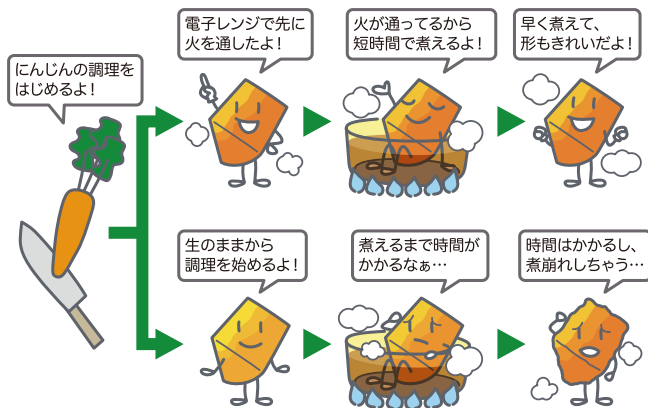 にんじんの調理を
はじめるよ！
電子レンジで先に
火を通したよ！
火が通ってるから
短時間で煮えるよ！
早く煮えて、
形もきれいだよ！
生のままから
調理を始めるよ！
煮えるまで時間が
かかるなぁ…
時間はかかるし、
煮崩れしちゃう…